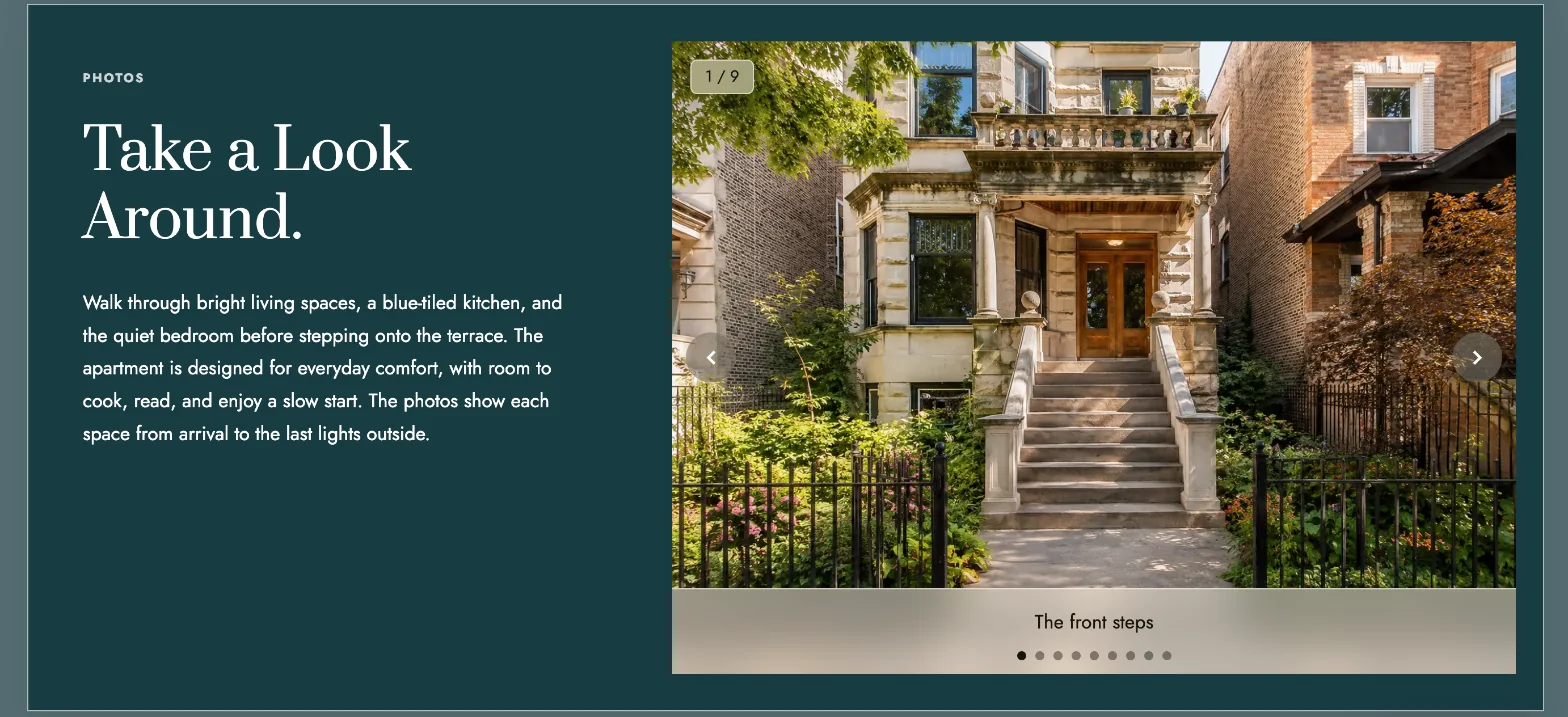 PHOTOS
Take a Look
Around.
Walk through bright living spaces, a blue-tiled kitchen, and
the quiet bedroom before stepping onto the terrace. The
apartment is designed for everyday comfort, with room to
cook, read, and enjoy a slow start. The photos show each
space from arrival to the last lights outside.
1 / 9
The front steps